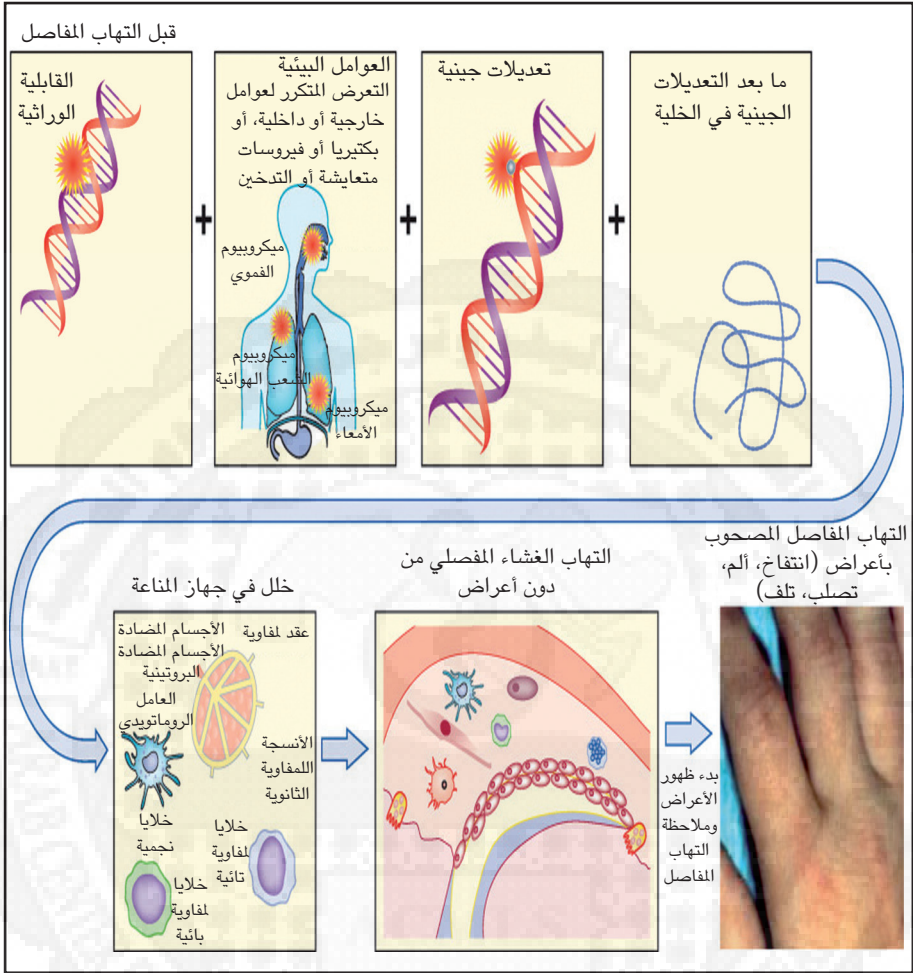 قبل التهاب المفاصل
القابلية
الوراثية
+
العوامل البيئية
التعرض المتكرر لعوامل
خارجية أو داخلية، أو
بكتيريا أو فيروسات
متعايشة أو التدخين
ميكروبيوم
الفموي
ميكروبيوم
الشعب الهوائية
ميكروبيوم
الأمعاء
+
تعديلات جينية
+
ما بعد التعديلات
الجينية في الخلية
خلل في جهاز المناعة
الأجسام المضادة
الأجسام المضادة
البروتينية
العامل
الروماتويدي
عقد لمفاوية
الأنسجة
اللمفاوية
الثانوية
خلايا
نجمية
خلايا
لمفاوية
تائية
خلايا
لمفاوية
بائية
التهاب الغشاء المفصلي من
دون أعراض
بدء ظهور
الأعراض
وملاحظة
التهاب
المفاصل
التهاب المفاصل المصحوب
بأعراض (انتفاخ، ألم،
تصلب، تلف)